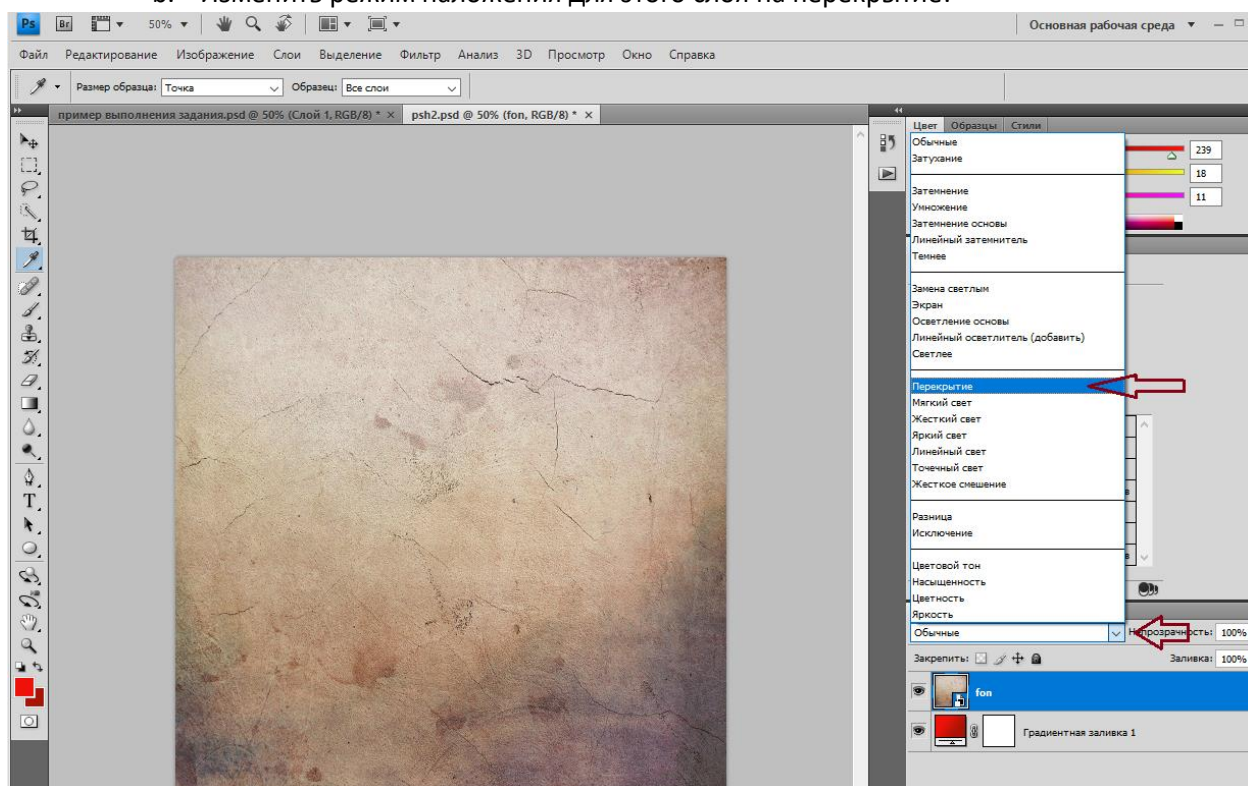 b. Изменить режим наложения для этого слоя на перекрытие.
Ps Br 50% Основная рабочая среда
Файл Редактирование Изображение Слои Выделение Фильтр Анализ 3D Просмотр Окно Справка
Размер образца: Точка Образец: Все слои
пример выполнения задания.psd @ 50% (Слой 1, RGB/8) * × psh2.psd @ 50% (fon, RGB/8) * ×
Цвет Образцы Стили
Обычные
239
Затухание
18
Затемнение
11
Умножение
Затемнение основы
Линейный затемнитель
Темнее
Замена светлым
Экран
Осветление основы
Линейный осветлитель (добавить)
Светлее
Перекрытие
Мягкий свет
Жесткий свет
Яркий свет
Линейный свет
Точечный свет
Жесткое смешение
Разница
Исключение
Цветовой тон
Насыщенность
Цветность
Яркость
Обычные Непрозрачность: 100%
Закрепить: Заливка: 100%
fon
Градиентная заливка 1